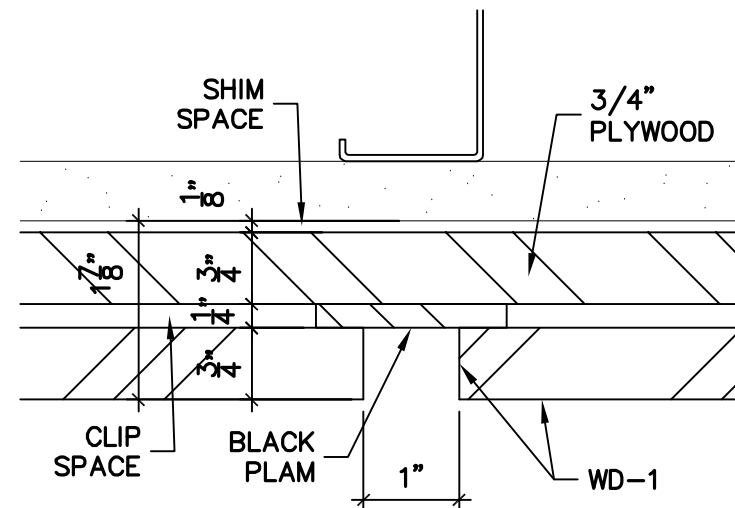 SHIM
SPACE
3/4"
PLYWOOD
1/8"
1 7/8"
3/4"
1/4"
3/4"
CLIP
SPACE
BLACK
PLAM
1"
WD-1